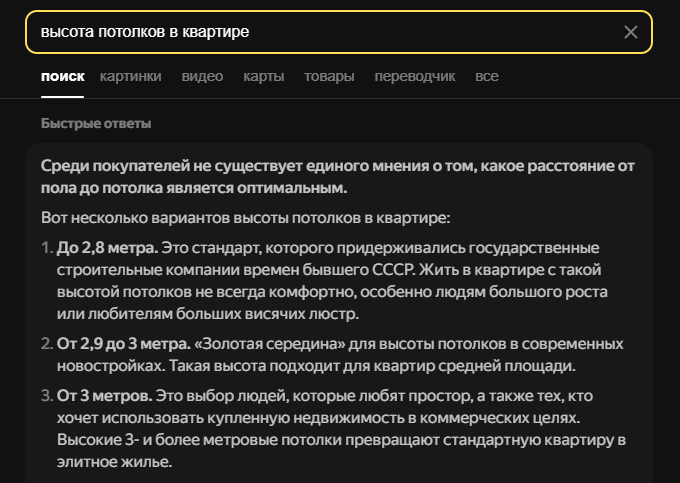 высота потолков в квартире
поиск картинки видео карты товары переводчик все
Быстрые ответы
Среди покупателей не существует единого мнения о том, какое расстояние от
пола до потолка является оптимальным.
Вот несколько вариантов высоты потолков в квартире:
1. До 2,8 метра. Это стандарт, которого придерживались государственные
строительные компании времен бывшего СССР. Жить в квартире с такой
высотой потолков не всегда комфортно, особенно людям большого роста
или любителям больших висячих люстр.
2. От 2,9 до 3 метра. «Золотая середина» для высоты потолков в современных
новостройках. Такая высота подходит для квартир средней площади.
3. От 3 метров. Это выбор людей, которые любят простор, а также тех, кто
хочет использовать купленную недвижимость в коммерческих целях.
Высокие 3- и более метровые потолки превращают стандартную квартиру в
элитное жилье.